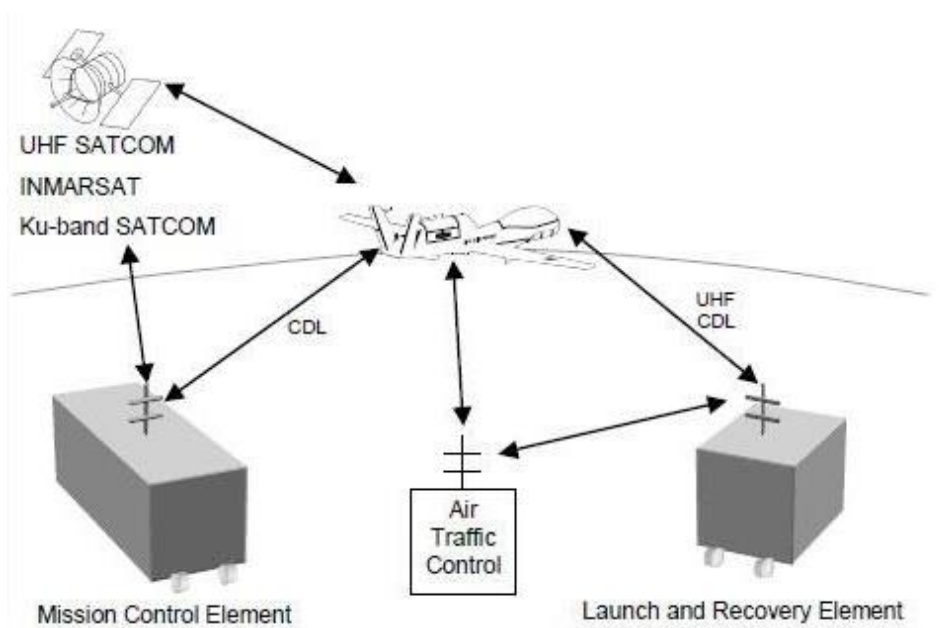 UHF SATCOM
INMARSAT
Ku-band SATCOM
CDL
UHF
CDL
Air
Traffic
Control
Mission Control Element
Launch and Recovery Element